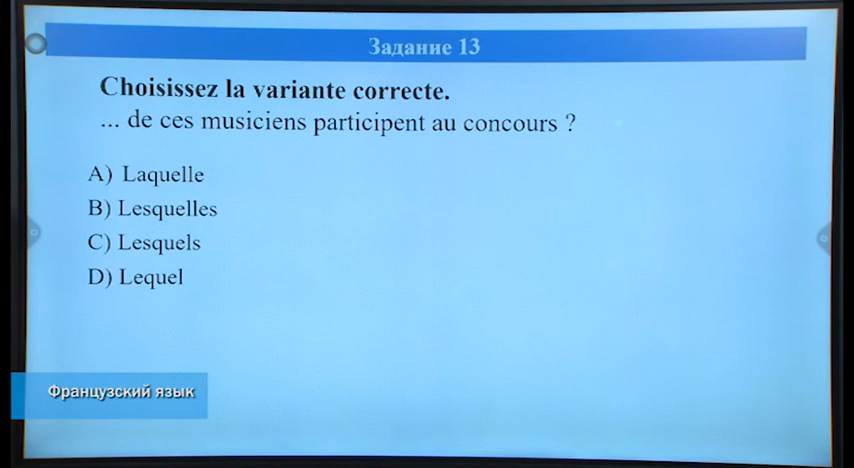 Задание 13
Choisissez la variante correcte.
... de ces musiciens participent au concours ?
A) Laquelle
B) Lesquelles
C) Lesquels
D) Lequel
Французский язык